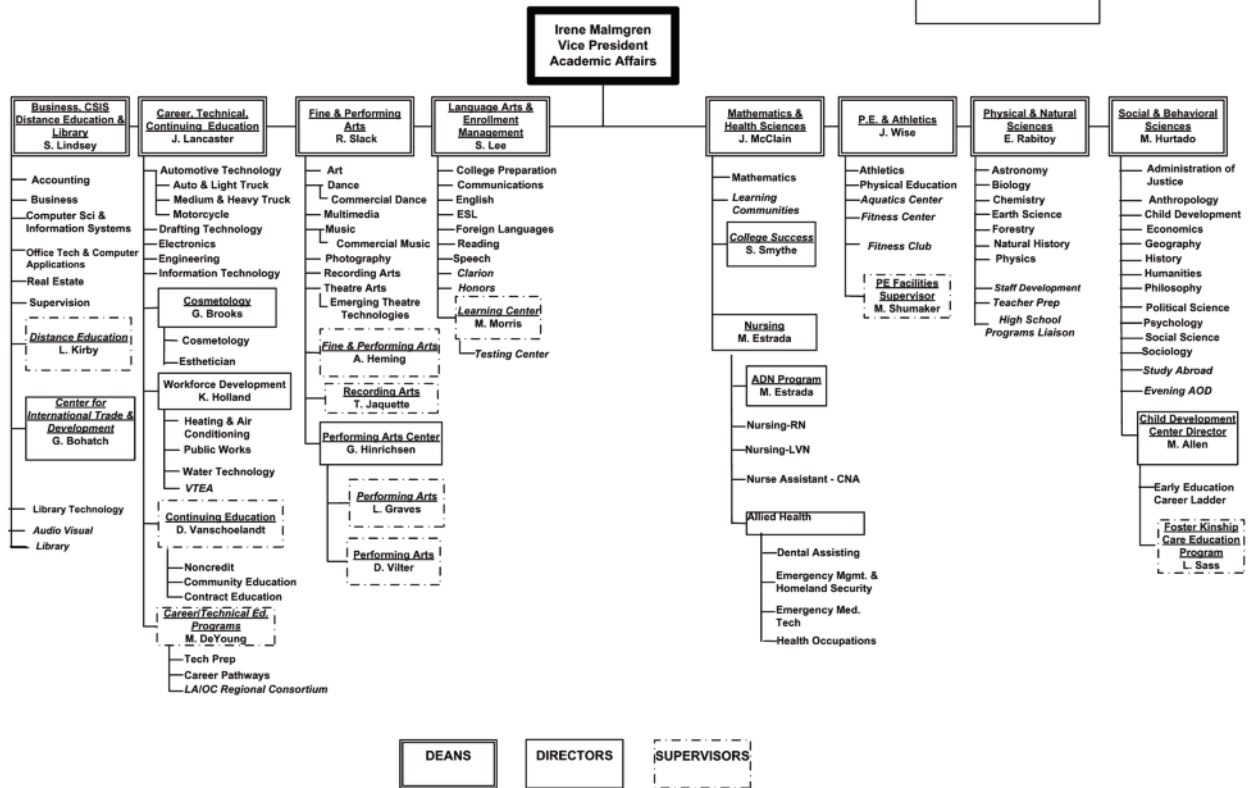 Irene Malmgren
Vice President
Academic Affairs
Business, CSIS
Distance Education &
Library
S. Lindsey
Accounting
Business
Computer Sci &
Information Systems
Office Tech & Computer
Applications
Real Estate
Supervision
Distance Education
L. Kirby
Center for
International Trade &
Development
G. Bohatch
Library Technology
Audio Visual
Library
Career, Technical,
Continuing Education
J. Lancaster
Automotive Technology
Auto & Light Truck
Medium & Heavy Truck
Motorcycle
Drafting Technology
Electronics
Engineering
Information Technology
Cosmetology
G. Brooks
Cosmetology
Esthetician
Workforce Development
K. Holland
Heating & Air
Conditioning
Public Works
Water Technology
VTEA
Continuing Education
D. Vanschoelandt
Noncredit
Community Education
Contract Education
Career/Technical Ed.
Programs
M. DeYoung
Tech Prep
Career Pathways
LA/OC Regional Consortium
Fine & Performing
Arts
R. Slack
Art
Dance
Commercial Dance
Multimedia
Music
Commercial Music
Photography
Recording Arts
Theatre Arts
Emerging Theatre
Technologies
Fine & Performing Arts
A. Heming
Recording Arts
T. Jaquette
Performing Arts Center
G. Hinrichsen
Performing Arts
L. Graves
Performing Arts
D. Vilter
Language Arts &
Enrollment
Management
S. Lee
College Preparation
Communications
English
ESL
Foreign Languages
Reading
Speech
Clarion
Honors
Learning Center
M. Morris
Testing Center
Mathematics &
Health Sciences
J. McClain
Mathematics
Learning
Communities
College Success
S. Smythe
Nursing
M. Estrada
ADN Program
M. Estrada
Nursing-RN
Nursing-LVN
Nurse Assistant - CNA
Allied Health
Dental Assisting
Emergency Mgmt. &
Homeland Security
Emergency Med.
Tech
Health Occupations
P.E. & Athletics
J. Wise
Athletics
Physical Education
Aquatics Center
Fitness Center
Fitness Club
PE Facilities
Supervisor
M. Shumaker
Physical & Natural
Sciences
E. Rabitoy
Astronomy
Biology
Chemistry
Earth Science
Forestry
Natural History
Physics
Staff Development
Teacher Prep
High School
Programs Liaison
Social & Behavioral
Sciences
M. Hurtado
Administration of
Justice
Anthropology
Child Development
Economics
Geography
History
Humanities
Philosophy
Political Science
Psychology
Social Science
Sociology
Study Abroad
Evening AOD
Child Development
Center Director
M. Allen
Early Education
Career Ladder
Foster Kinship
Care Education
Program
L. Sass
DEANS
DIRECTORS
SUPERVISORS